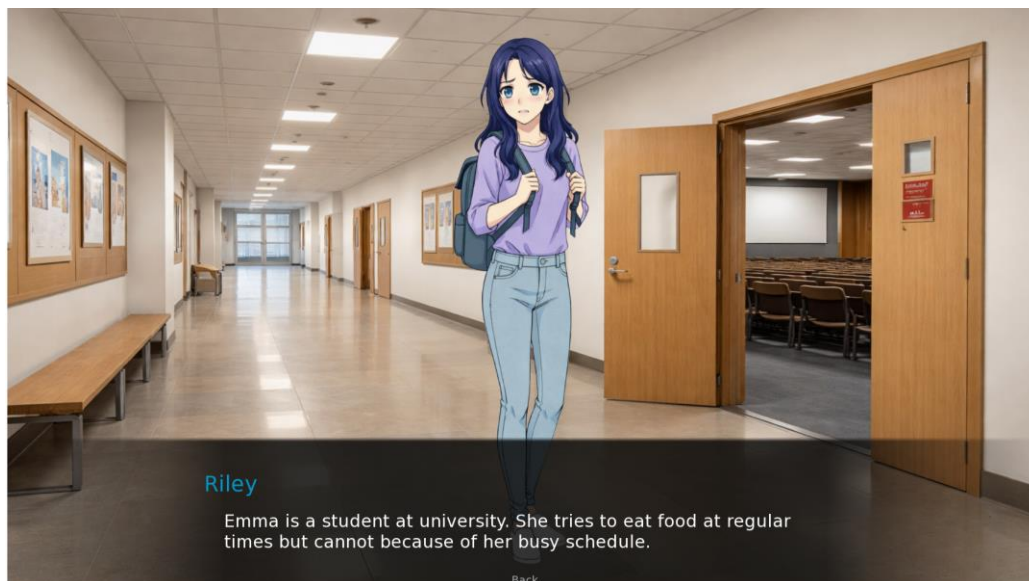 Riley
Emma is a student at university. She tries to eat food at regular
times but cannot because of her busy schedule.
Back